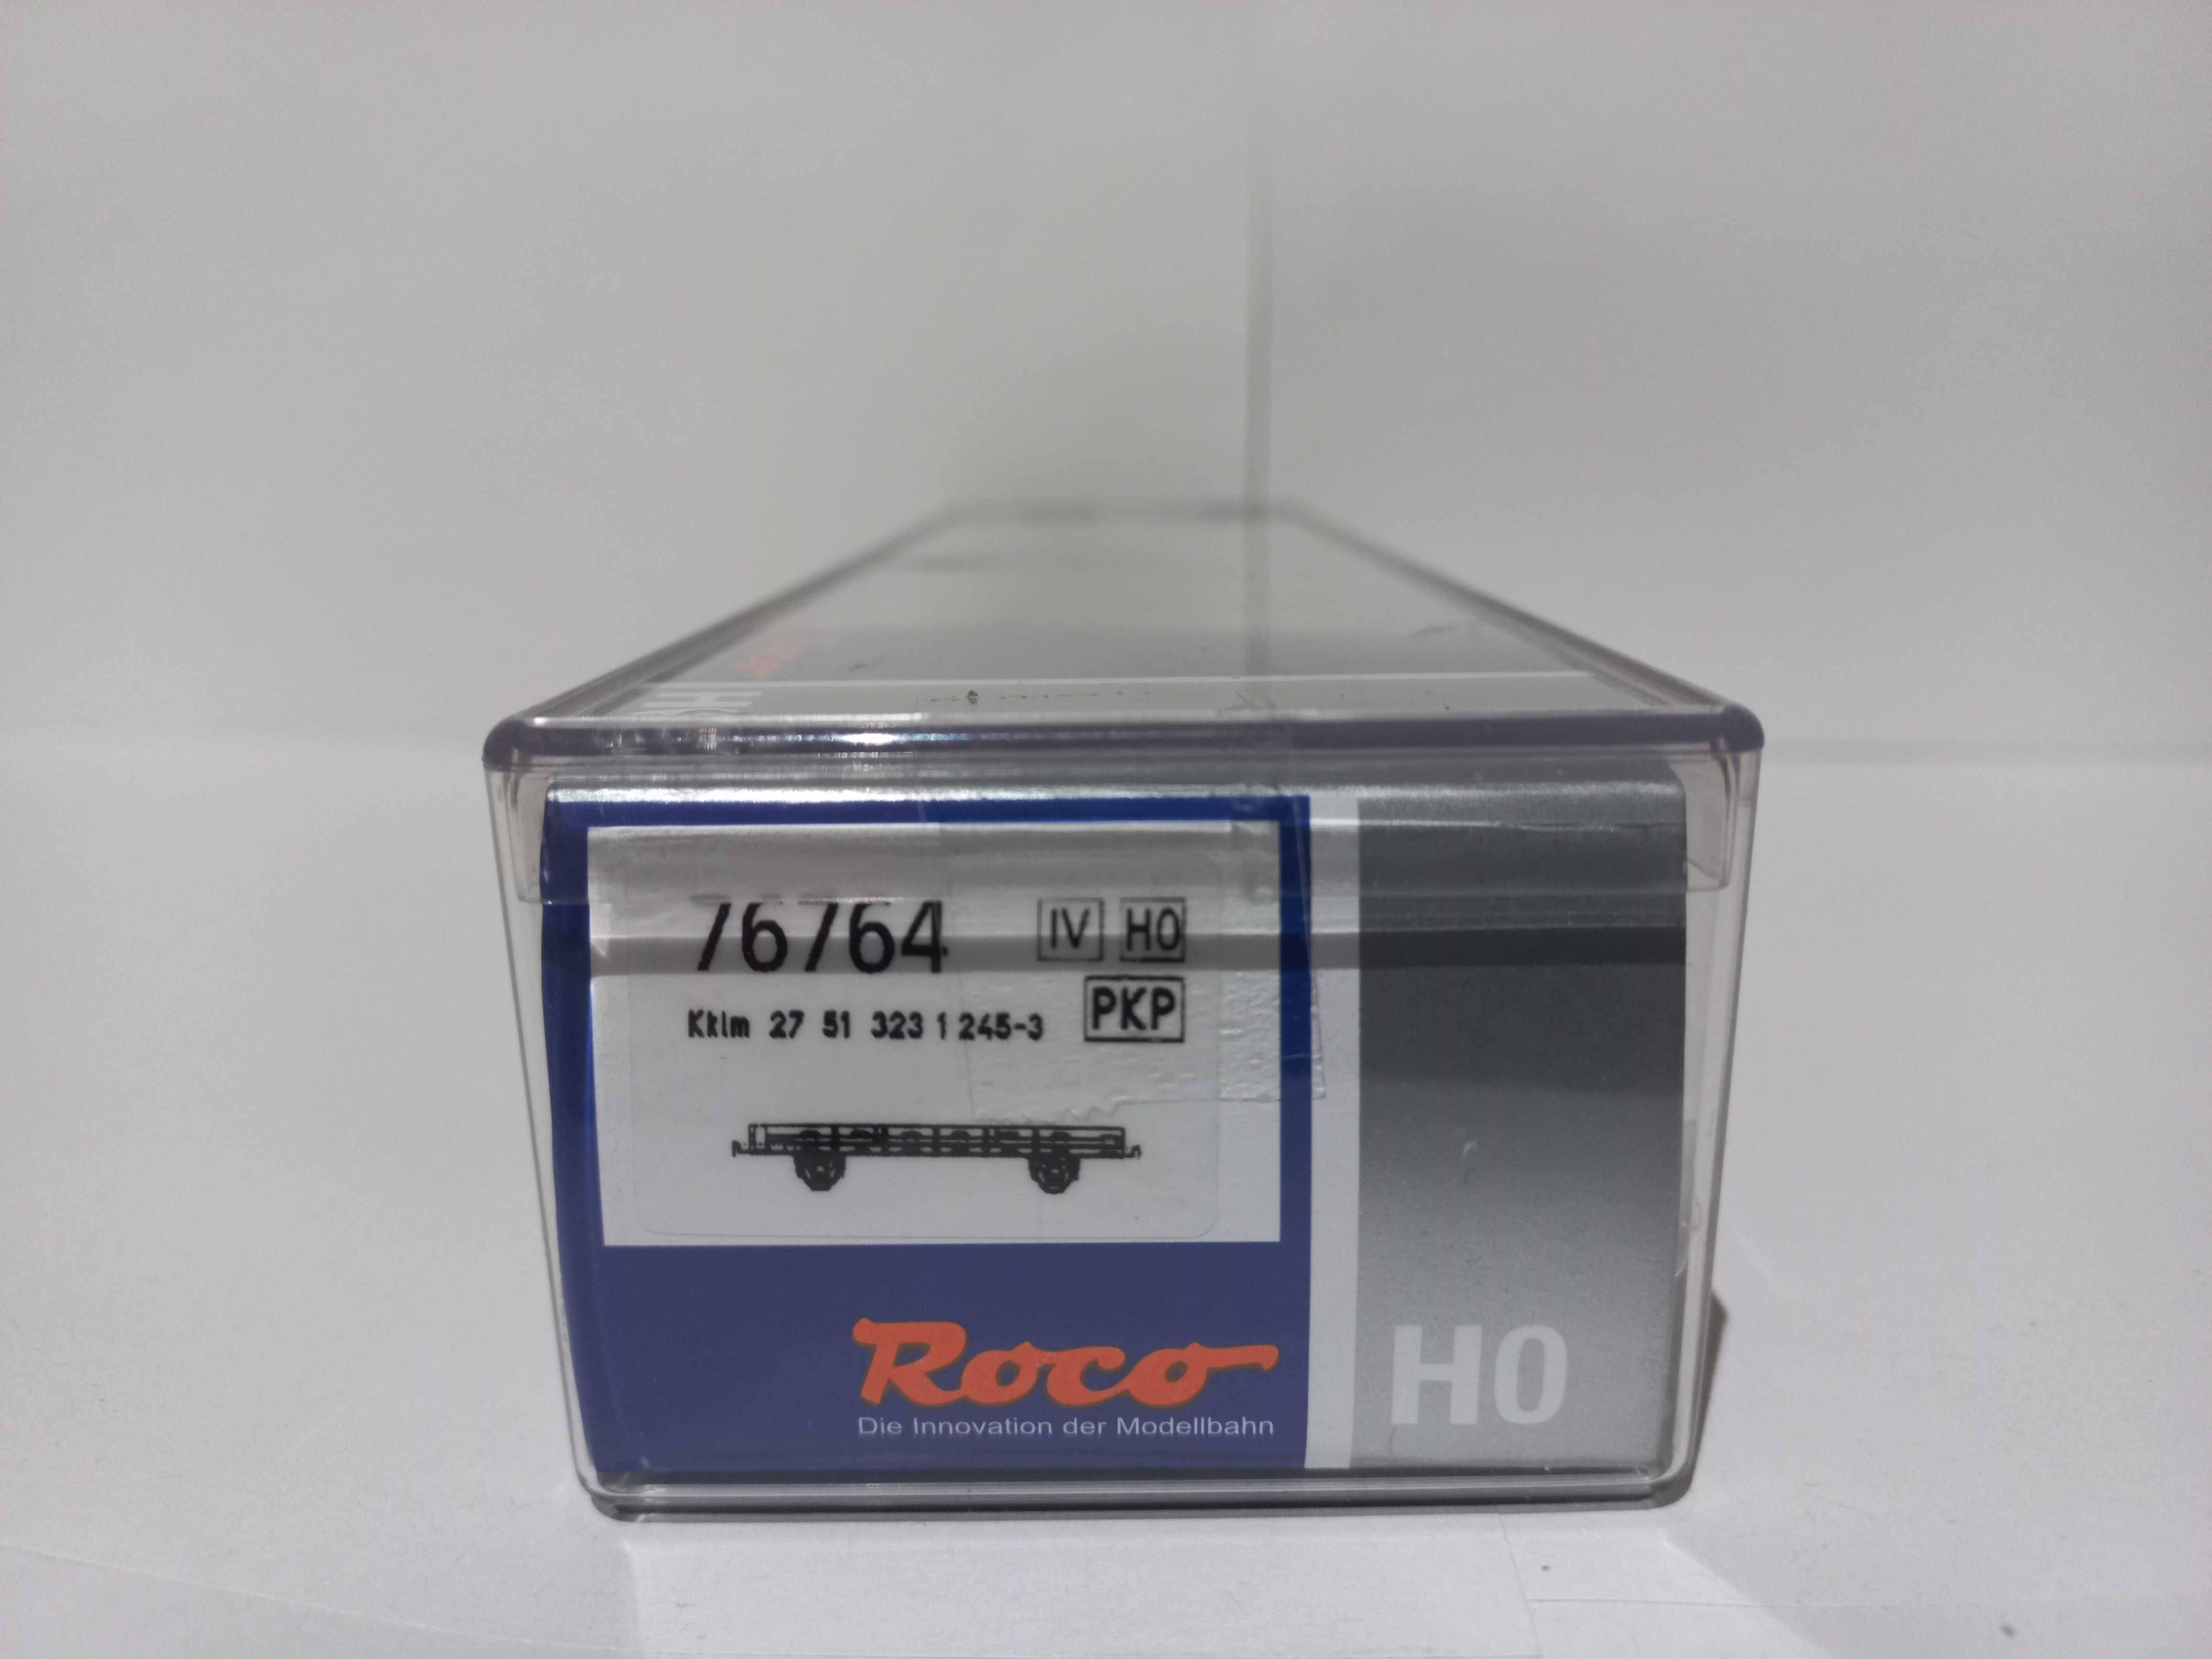 76764 IV H0
Kklm 27 51 323 1 245-3 PKP
Roco
Die Innovation der Modellbahn
H0